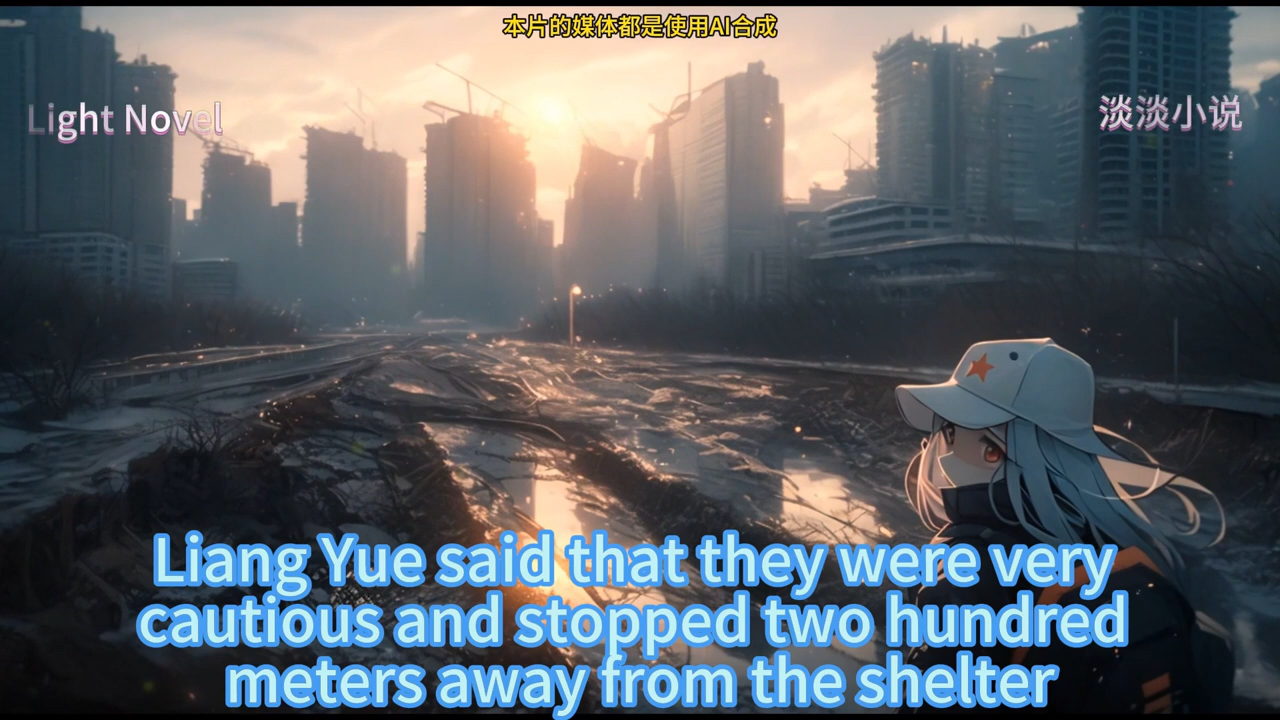 本片的媒体都是使用AI合成
Light Novel
淡淡小说
Liang Yue said that they were very
cautious and stopped two hundred
meters away from the shelter